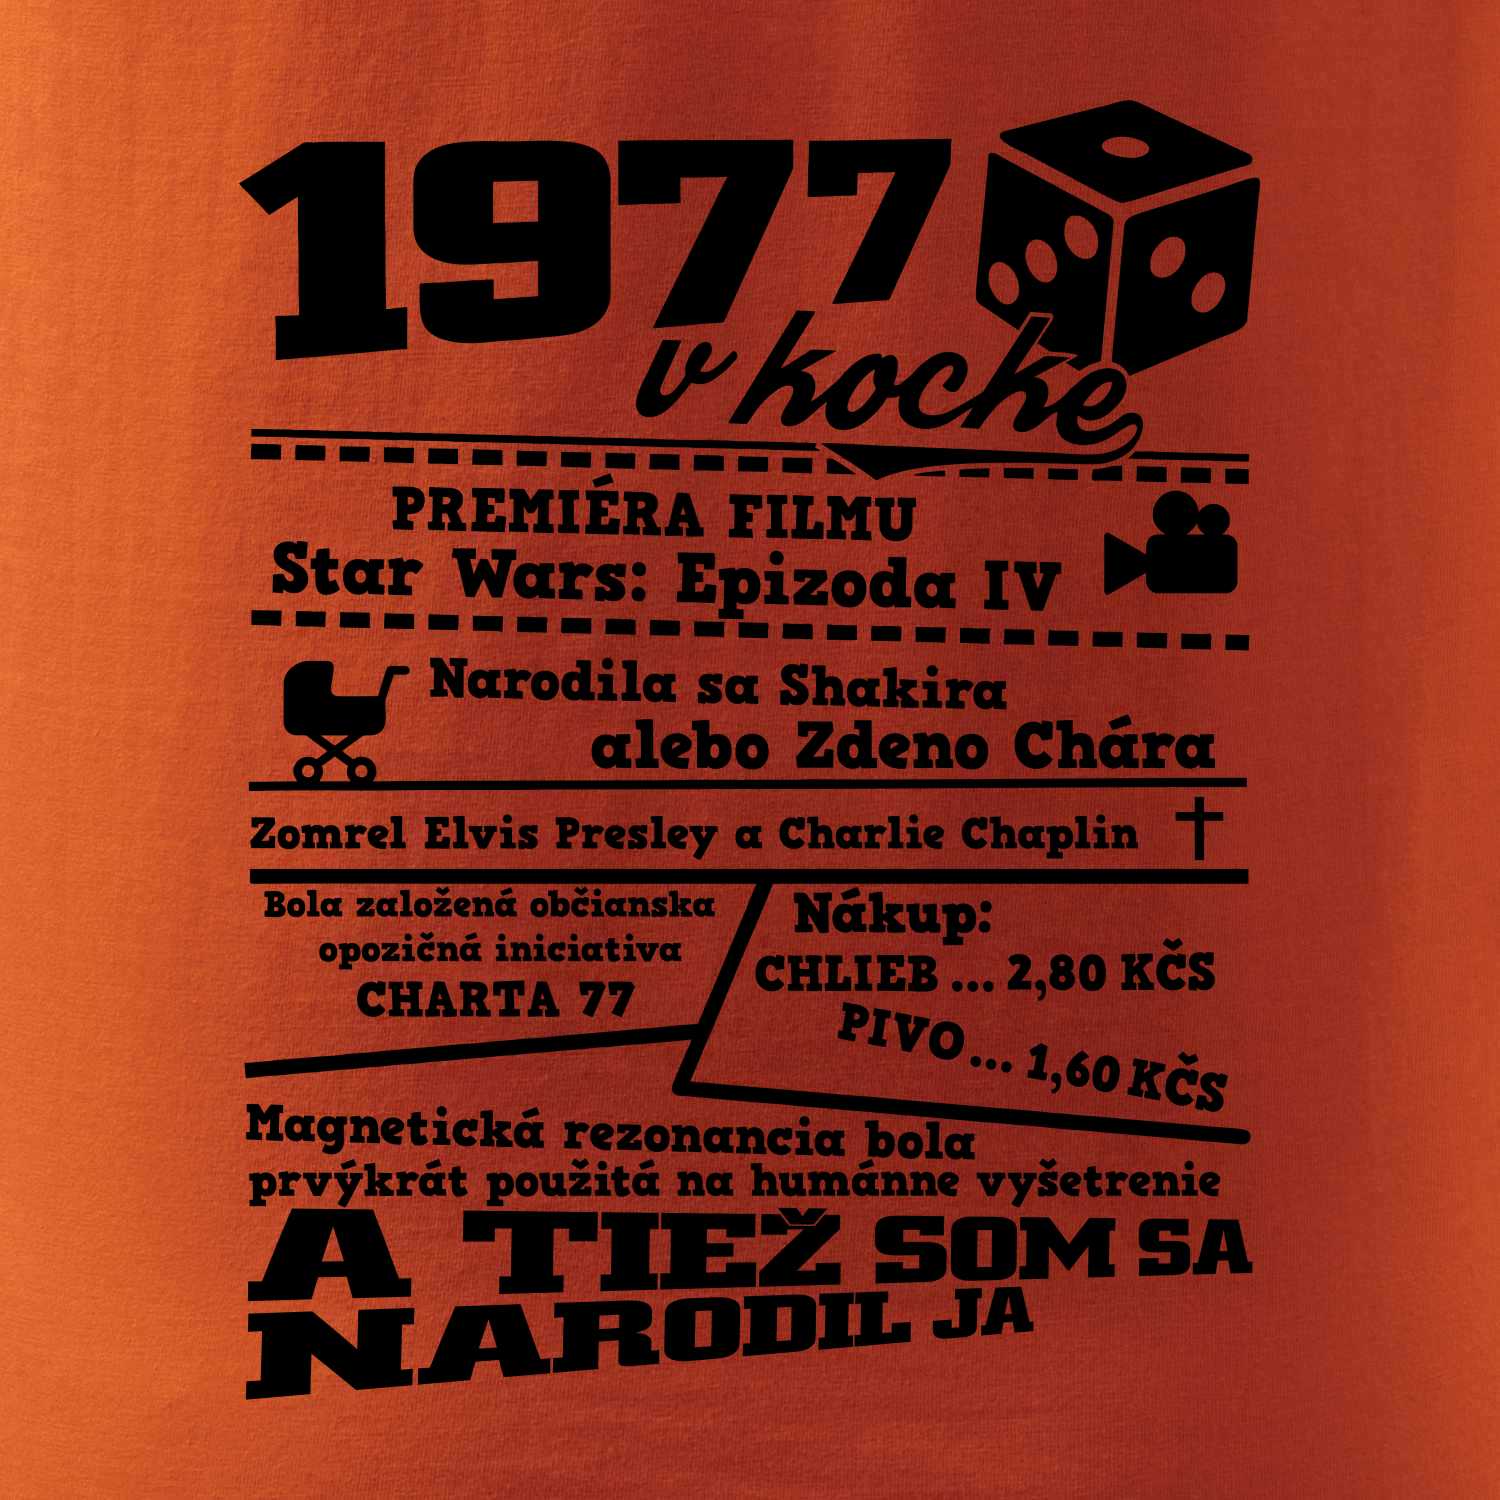 1977
v kocke
PREMIÉRA FILMU
Star Wars: Epizoda IV
Narodila sa Shakira
alebo Zdeno Chára
Zomrel Elvis Presley a Charlie Chaplin
Bola založená občianska
opozičná iniciativa
CHARTA 77
Nákup:
CHLIEB ... 2,80 KČS
PIVO... 1,60 KČS
Magnetická rezonancia bola
prvýkrát použitá na humánne vyšetrenie
A TIEŽ SOM SA
NARODIL JA